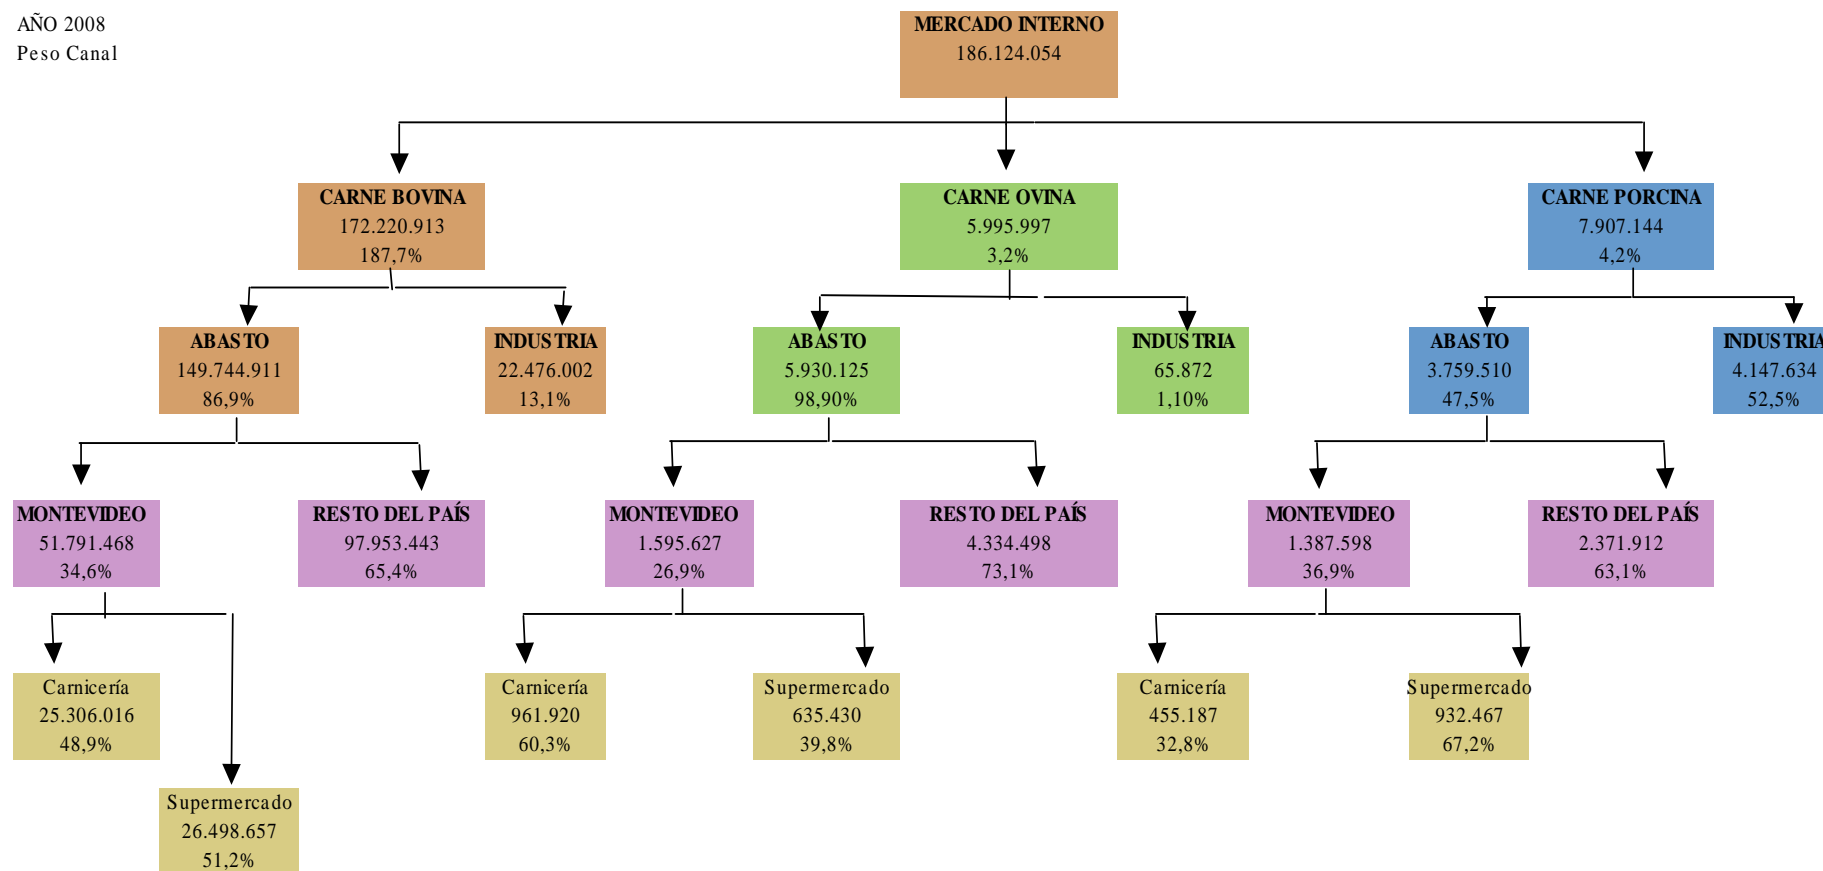 AÑO 2008
Peso Canal
MERCADO INTERNO
186.124.054
CARNE BOVINA
172.220.913
187,7%
CARNE OVINA
5.995.997
3,2%
CARNE PORCINA
7.907.144
4,2%
ABASTO
149.744.911
86,9%
INDUSTRIA
22.476.002
13,1%
ABASTO
5.930.125
98,90%
INDUSTRIA
65.872
1,10%
ABASTO
3.759.510
47,5%
INDUSTRIA
4.147.634
52,5%
MONTEVIDEO
51.791.468
34,6%
RESTO DEL PAÍS
97.953.443
65,4%
MONTEVIDEO
1.595.627
26,9%
RESTO DEL PAÍS
4.334.498
73,1%
MONTEVIDEO
1.387.598
36,9%
RESTO DEL PAÍS
2.371.912
63,1%
Carnicería
25.306.016
48,9%
Supermercado
26.498.657
51,2%
Carnicería
961.920
60,3%
Supermercado
635.430
39,8%
Carnicería
455.187
32,8%
Supermercado
932.467
67,2%